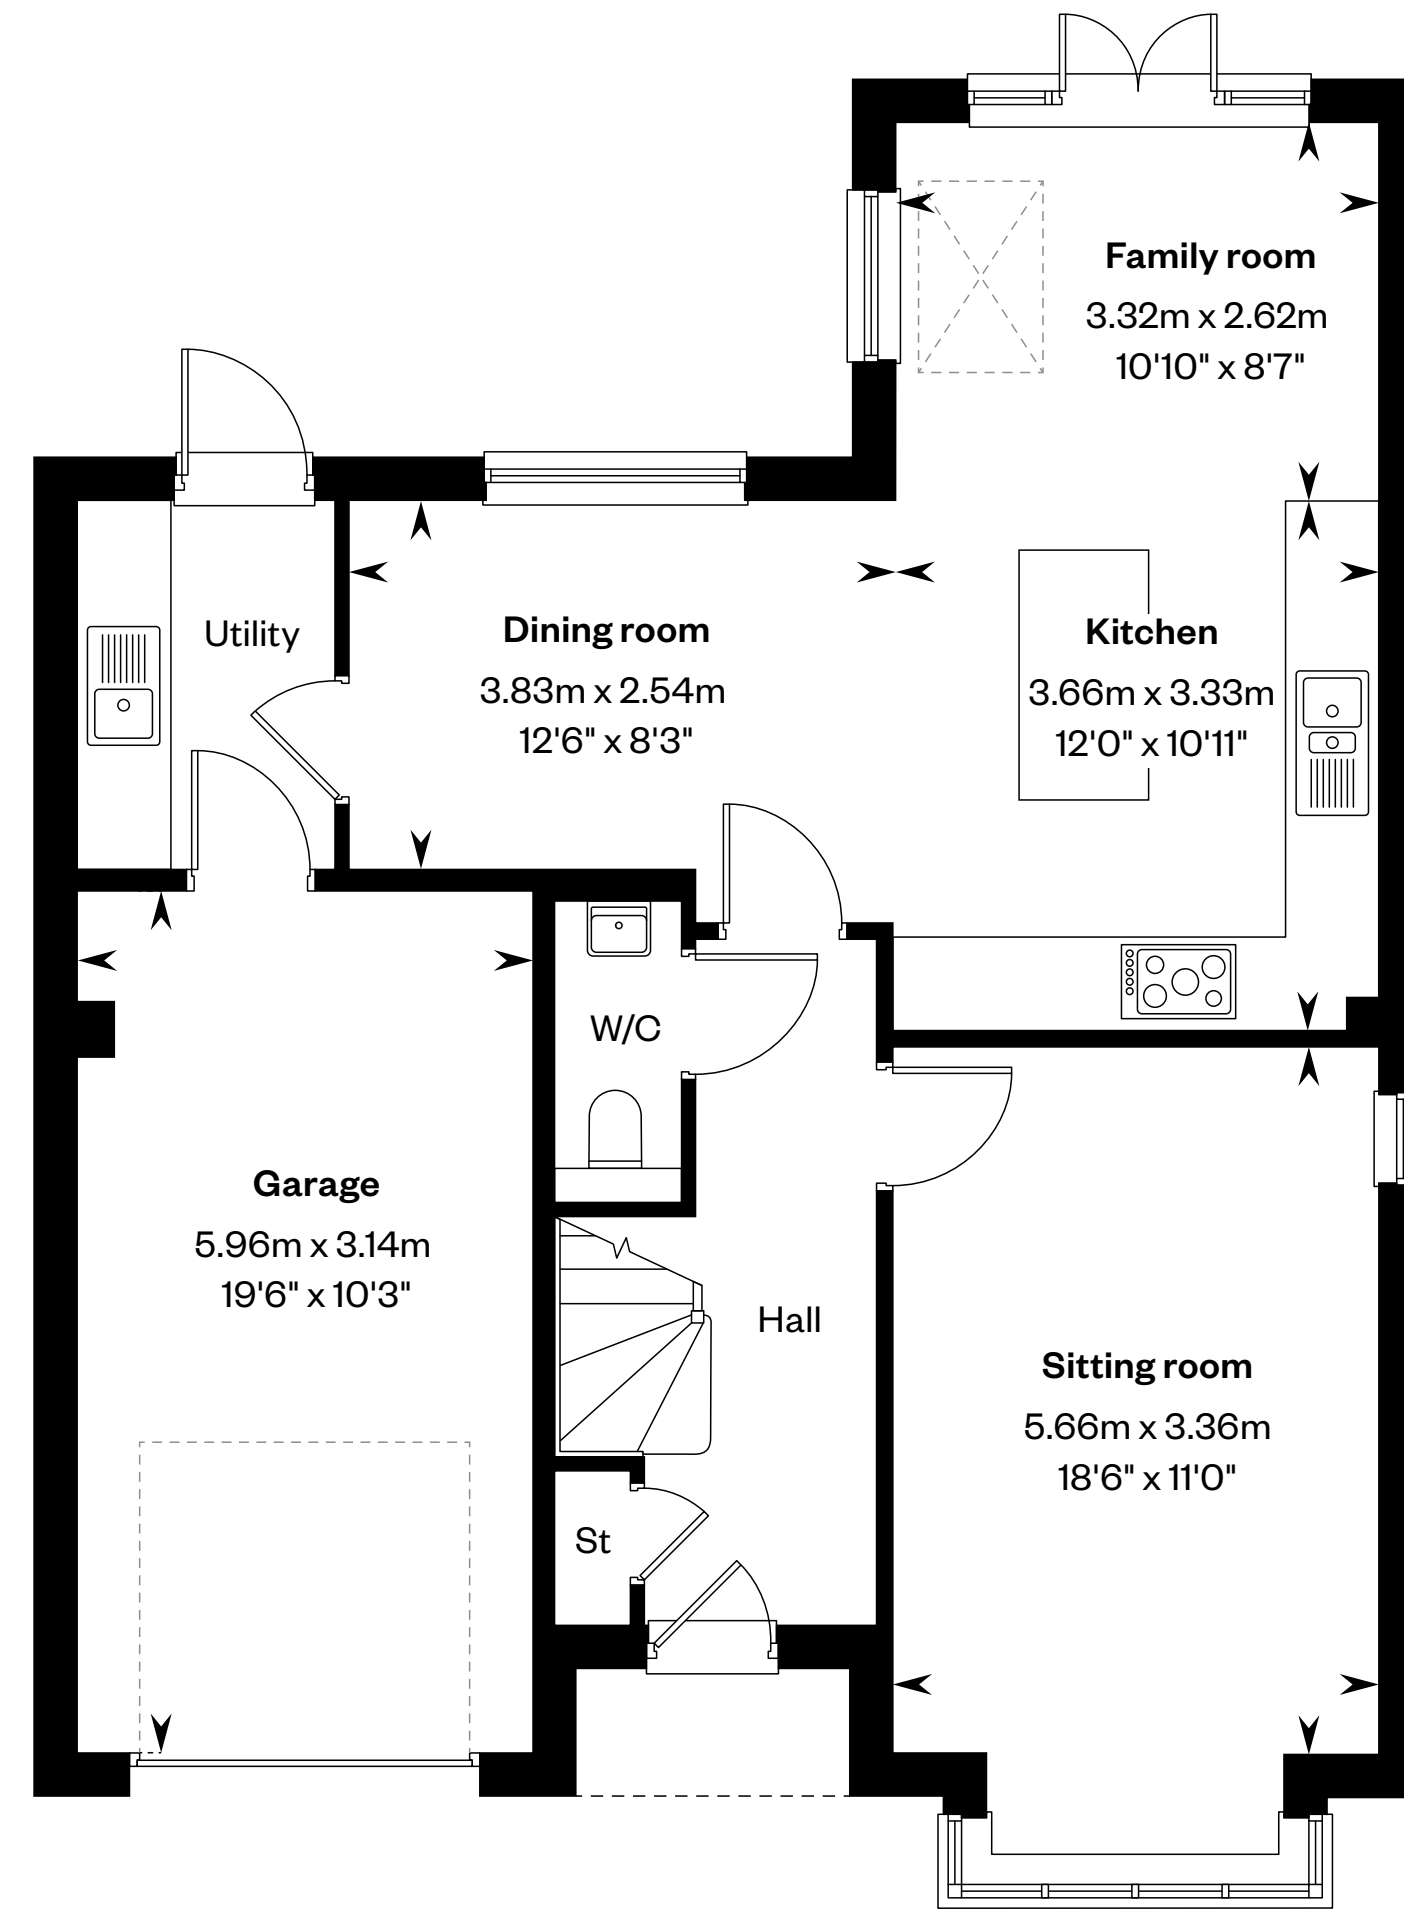 Family room
3.32m x 2.62m
10'10" x 8'7"
Utility
Dining room
3.83m x 2.54m
12'6" x 8'3"
Kitchen
3.66m x 3.33m
12'0" x 10'11"
W/C
Garage
5.96m x 3.14m
19'6" x 10'3"
Hall
Sitting room
5.66m x 3.36m
18'6" x 11'0"
St